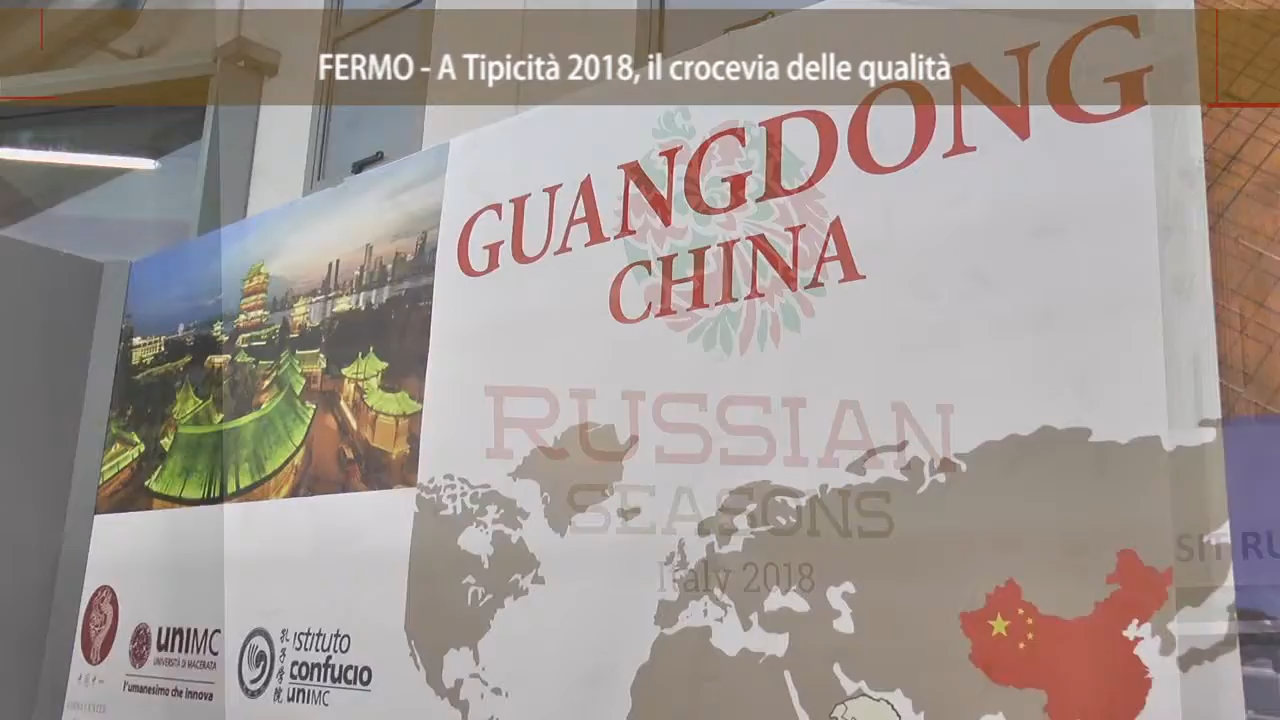 FERMO - A Tipicità 2018, il crocevia delle qualità
GUANGDONG
CHINA
RUSSIAN
SEASONS
Italy 2018
uniMC
UNIVERSITÀ DI MACERATA
l'umanesimo che innova
孔子学院
istituto
confucio
uniMC
RU